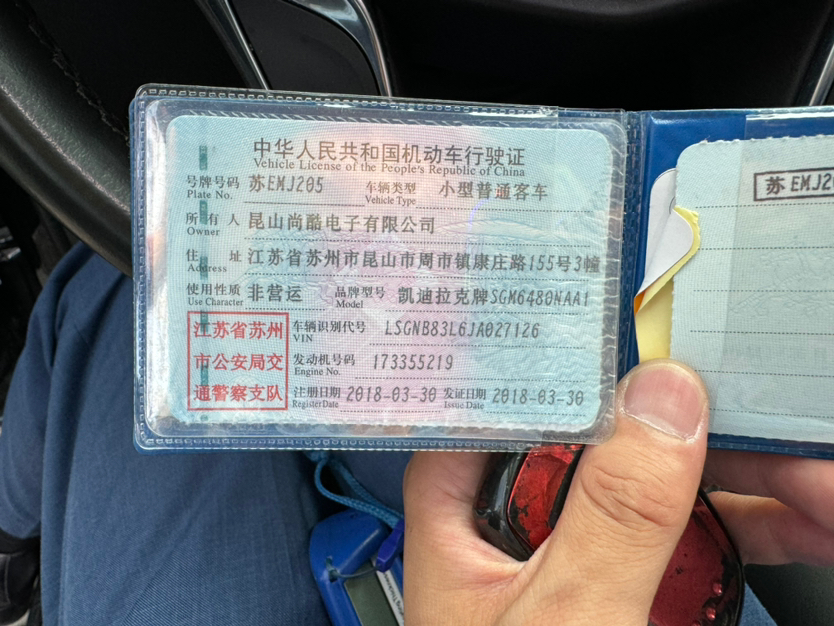 中华人民共和国机动车行驶证
Vehicle License of the People's Republic of China
号牌号码 苏EMJ205 车辆类型 小型普通客车
Plate No. Vehicle Type
所有人 昆山尚酷电子有限公司
Owner
住址 江苏省苏州市昆山市周市镇康庄路155号3幢
Address
使用性质 非营运 品牌型号 凯迪拉克牌SGM6480NAA1
Use Character Model
江苏省苏州
市公安局交
通警察支队
车辆识别代号 LSGNB83L6JA027126
VIN
发动机号码 173355219
Engine No.
注册日期 2018-03-30 发证日期 2018-03-30
Register Date Issue Date
苏EMJ20